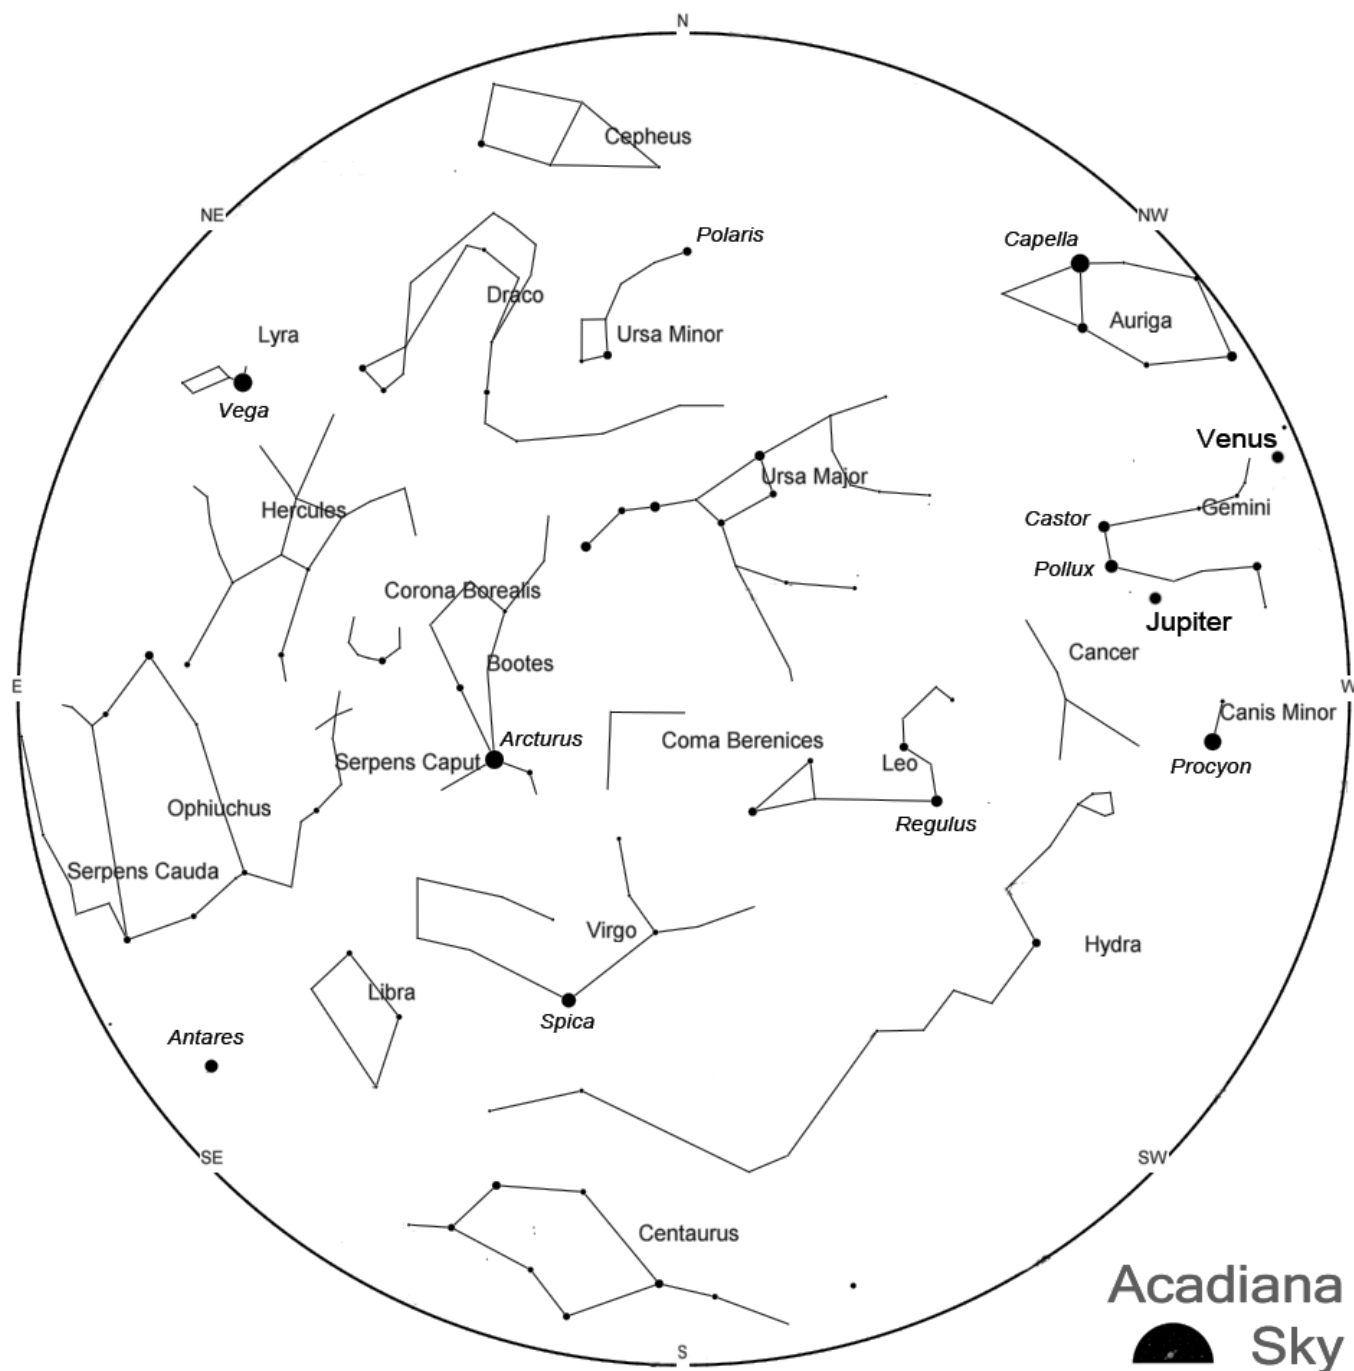 N
Cepheus
NE
NW
Polaris
Capella
Draco
Auriga
Lyra
Ursa Minor
Vega
Venus
Ursa Major
Gemini
Hercules
Castor
Pollux
Corona Borealis
Jupiter
Cancer
Bootes
E
W
Canis Minor
Arcturus
Coma Berenices
Serpens Caput
Leo
Procyon
Ophiuchus
Regulus
Serpens Cauda
Virgo
Hydra
Libra
Spica
Antares
SE
SW
Centaurus
Acadiana
Sky
S